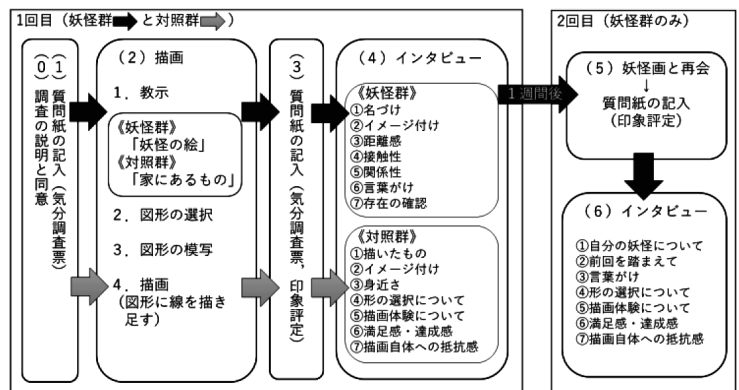 1回目（妖怪群➡と対照群➡）
（0）調査の説明と同意
（1）質問紙の記入（気分調査票）
（2）描画
1．教示
《妖怪群》
「妖怪の絵」
《対照群》
「家にあるもの」
2．図形の選択
3．図形の模写
4．描画
（図形に線を描き
足す）
（3）質問紙の記入（気分調査票，印象評定）
（4）インタビュー
《妖怪群》
①名づけ
②イメージ付け
③距離感
④接触性
⑤関係性
⑥言葉がけ
⑦存在の確認
《対照群》
①描いたもの
②イメージ付け
③身近さ
④形の選択について
⑤描画体験について
⑥満足感・達成感
⑦描画自体への抵抗感
1週間後
2回目（妖怪群のみ）
（5）妖怪画と再会
↓
質問紙の記入
（印象評定）
（6）インタビュー
①自分の妖怪について
②前回を踏まえて
③言葉がけ
④形の選択について
⑤描画体験について
⑥満足感・達成感
⑦描画自体への抵抗感